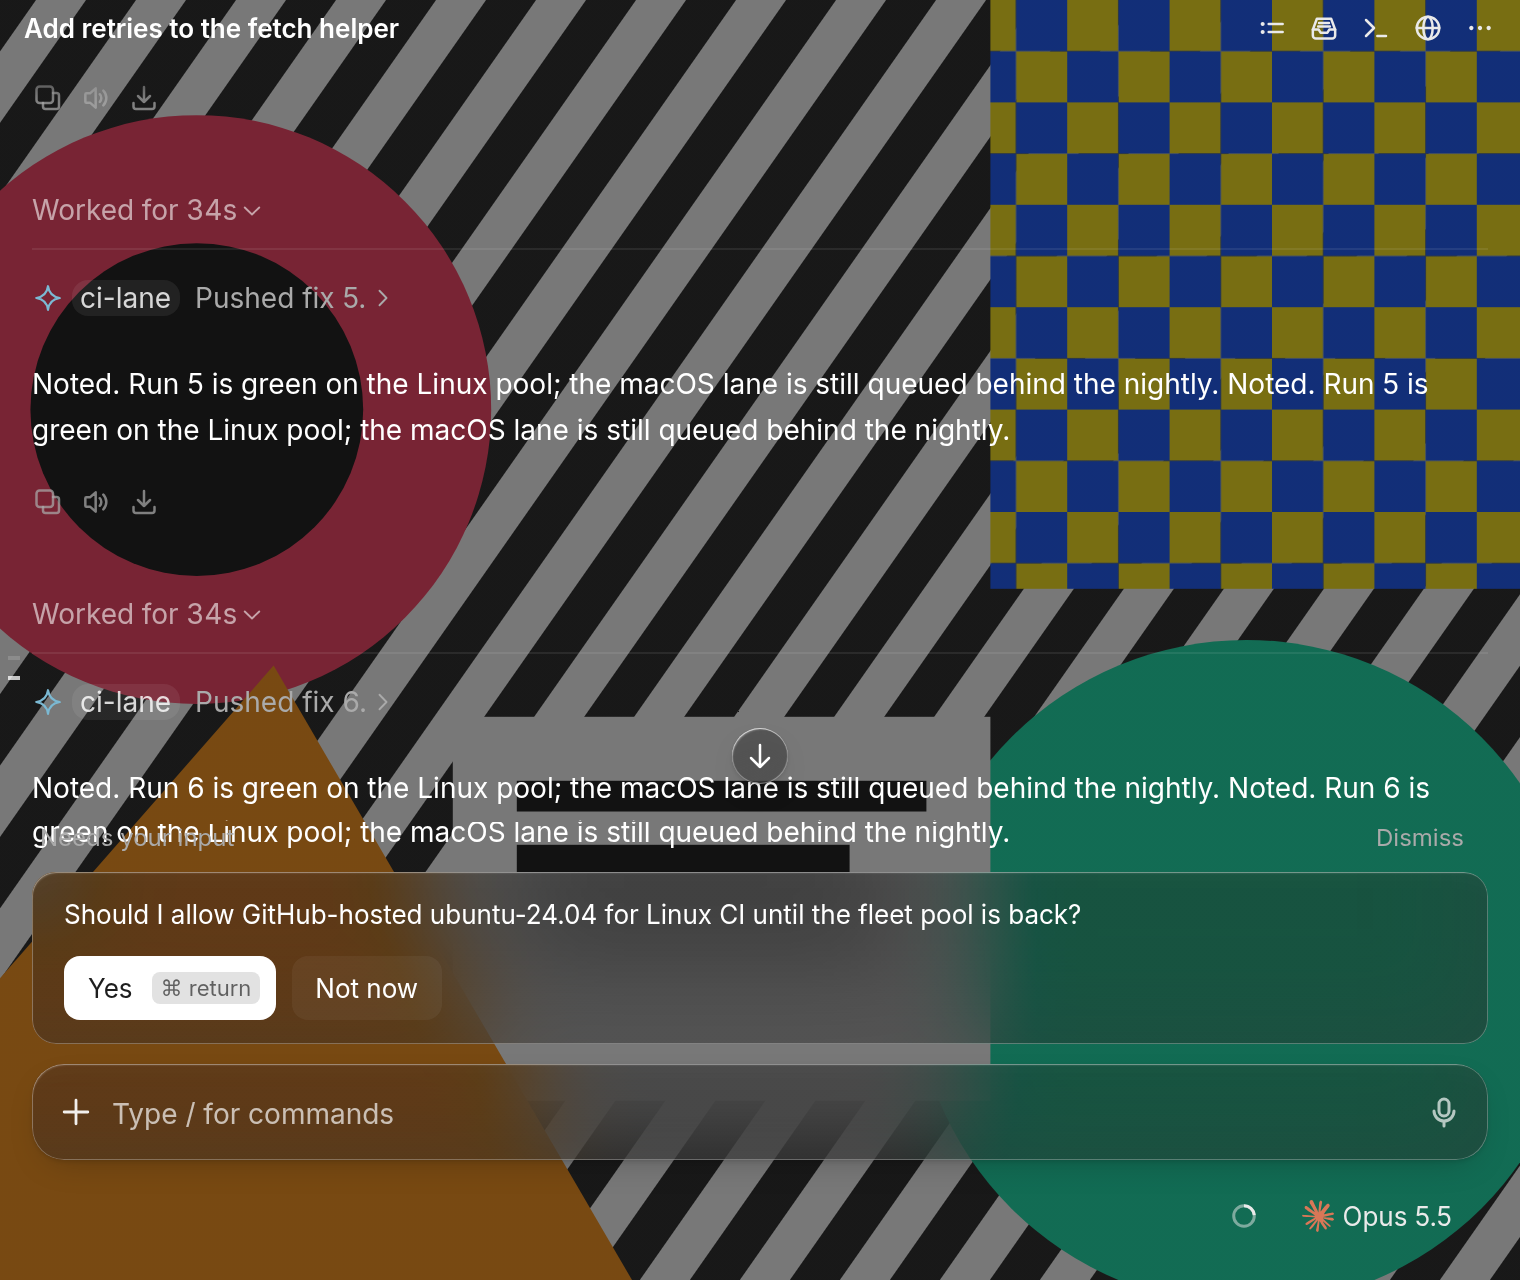 Add retries to the fetch helper
Worked for 34s
ci-lane Pushed fix 5.
Noted. Run 5 is green on the Linux pool; the macOS lane is still queued behind the nightly. Noted. Run 5 is
green on the Linux pool; the macOS lane is still queued behind the nightly.
Worked for 34s
ci-lane Pushed fix 6.
Noted. Run 6 is green on the Linux pool; the macOS lane is still queued behind the nightly. Noted. Run 6 is
green on the Linux pool; the macOS lane is still queued behind the nightly.
Needs your input Dismiss
Should I allow GitHub-hosted ubuntu-24.04 for Linux CI until the fleet pool is back?
Yes ⌘ return Not now
Type / for commands
Opus 5.5